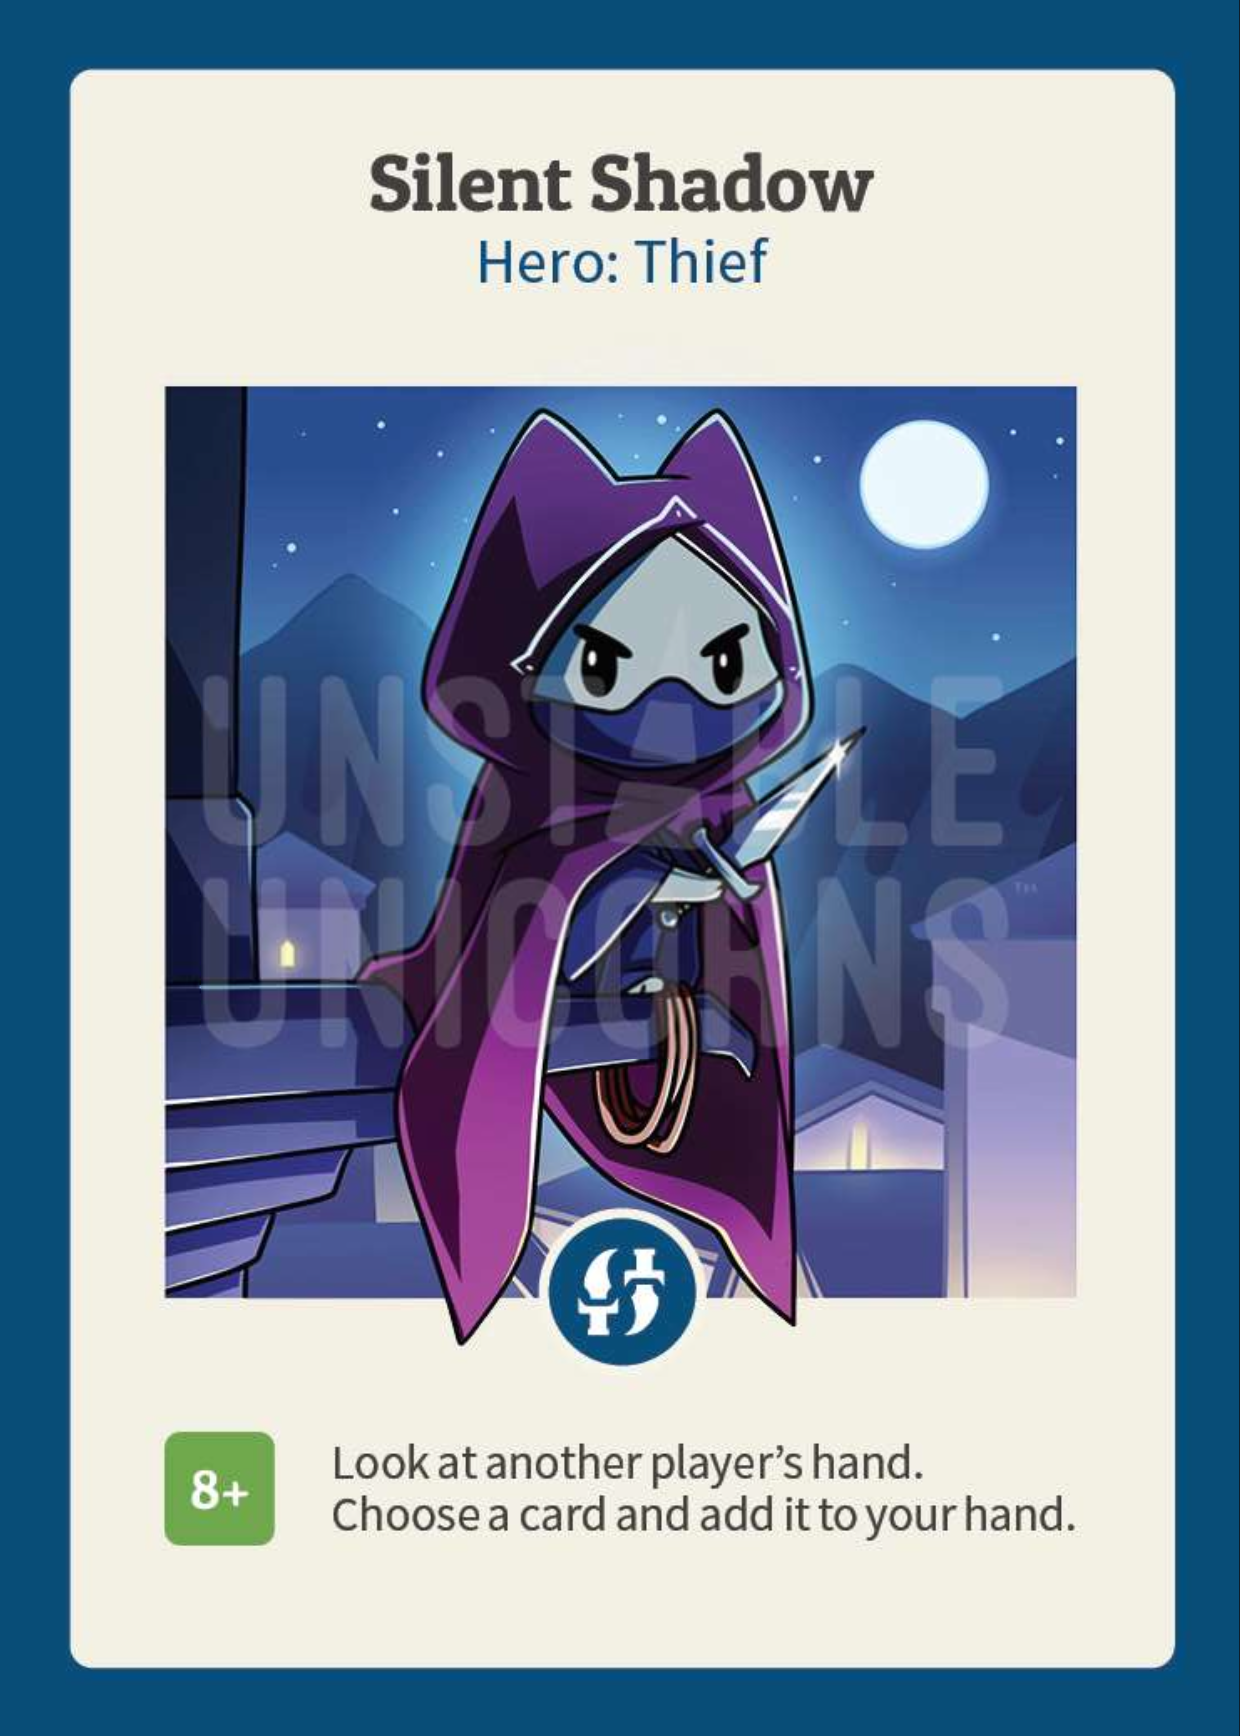 Silent Shadow
Hero: Thief
UNSTABLE
UNICORNS™
8+
Look at another player’s hand.
Choose a card and add it to your hand.